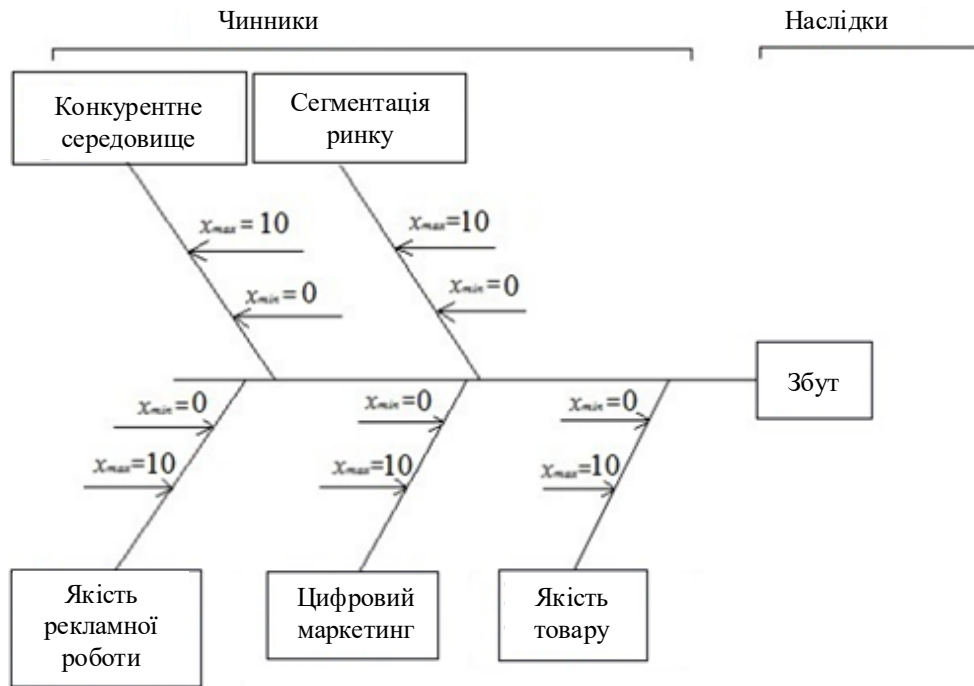 Чинники
Наслідки
Конкурентне
середовище
Сегментація
ринку
xmax = 10
xmax=10
xmin=0
xmin=0
Збут
xmin=0
xmin=0
xmin=0
xmax=10
xmax=10
xmax=10
Якість
рекламної
роботи
Цифровий
маркетинг
Якість
товару